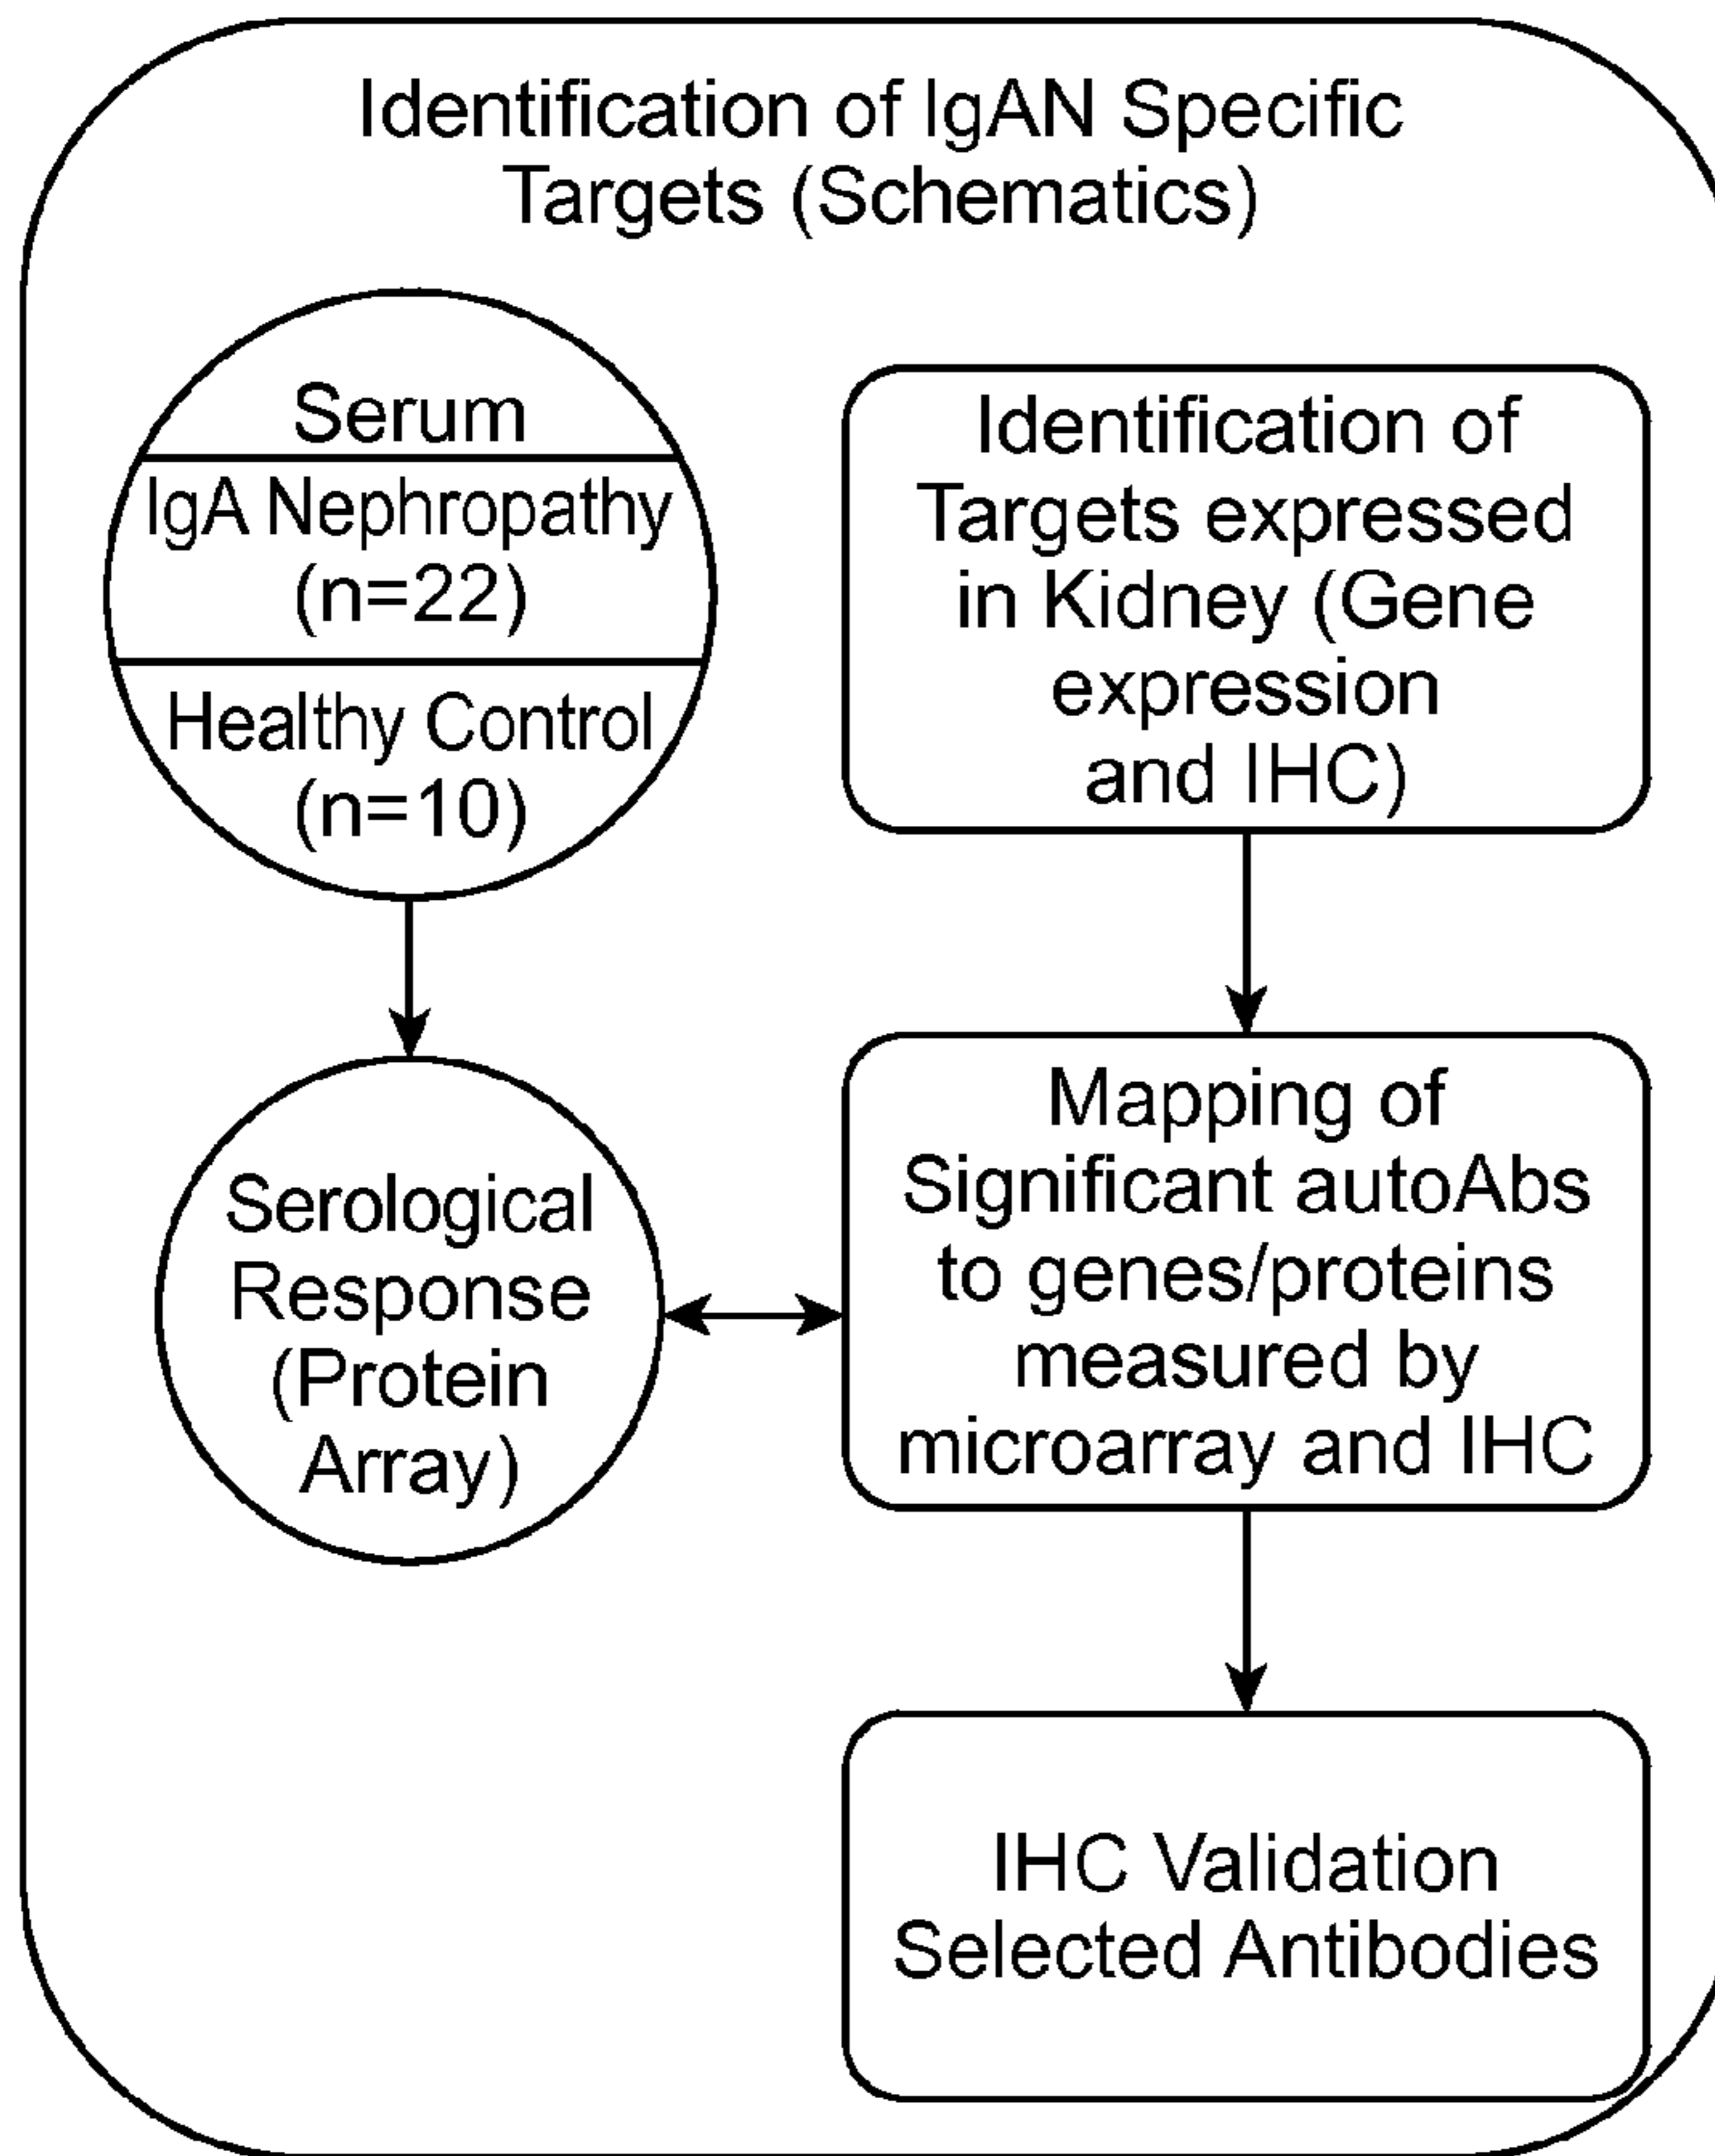 Identification of IgAN Specific
Targets (Schematics)
Serum
IgA Nephropathy
(n=22)
Healthy Control
(n=10)
Identification of
Targets expressed
in Kidney (Gene
expression
and IHC)
Serological
Response
(Protein
Array)
Mapping of
Significant autoAbs
to genes/proteins
measured by
microarray and IHC
IHC Validation
Selected Antibodies